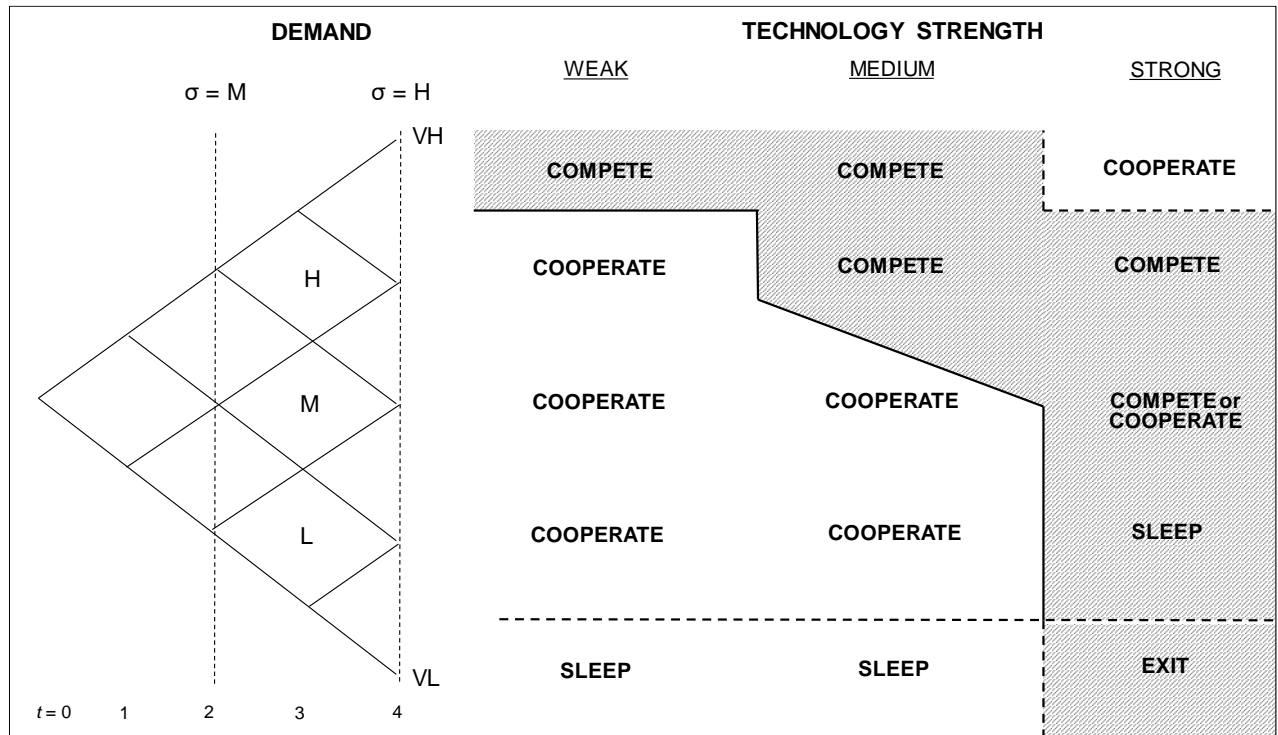 DEMAND TECHNOLOGY STRENGTH
WEAK MEDIUM STRONG
σ = M σ = H
VH
COMPETE COMPETE COOPERATE
H COOPERATE COMPETE COMPETE
M COOPERATE COOPERATE COMPETE or
COOPERATE
L COOPERATE COOPERATE SLEEP
SLEEP SLEEP EXIT
VL
t = 0 1 2 3 4